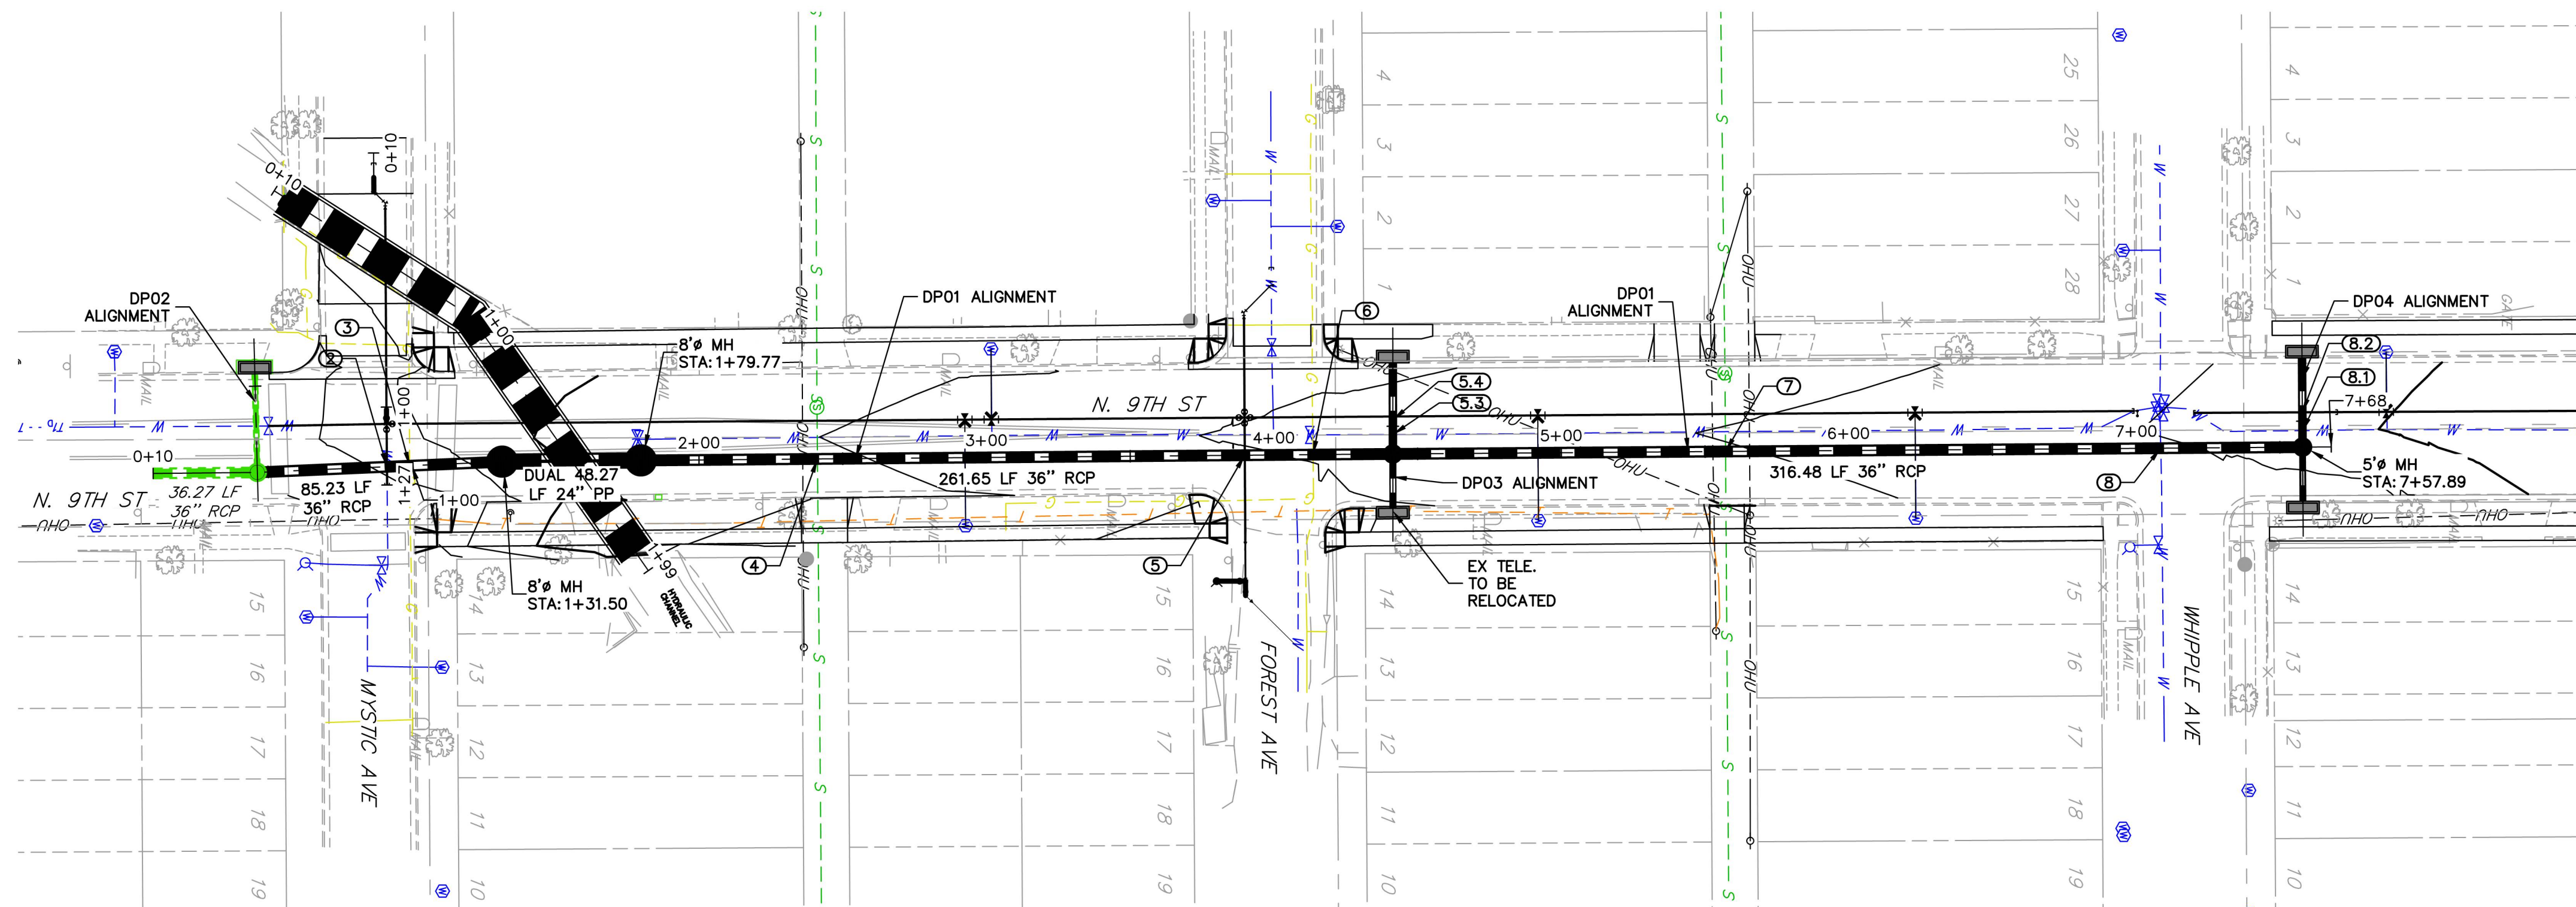 4
3
2
1
MAIL
25
26
27
28
4
3
2
1
0+10
0+10
DP02
ALIGNMENT
3
2
1+00
8'ø MH
STA:1+79.77
DP01 ALIGNMENT
N. 9TH ST
6
5.4
5.3
DP01
ALIGNMENT
7
DP04 ALIGNMENT
GATE
8.2
8.1
7+68
0+10
1+00
1+27
2+00
3+00
4+00
5+00
6+00
7+00
N. 9TH ST
36.27 LF
36" RCP
85.23 LF
36" RCP
1+00
DUAL 48.27
LF 24" PP
261.65 LF 36" RCP
DP03 ALIGNMENT
316.48 LF 36" RCP
8
5'ø MH
STA: 7+57.89
OHU
OHU
OHU
4
5
8'ø MH
STA:1+31.50
1+99
HYDRAULIC
CHANNEL
EX TELE.
TO BE
RELOCATED
MYSTIC AVE
FOREST AVE
WHIPPLE AVE
15
16
17
18
19
14
13
12
11
10
15
16
17
18
19
14
13
12
11
10
15
16
17
18
19
14
13
12
11
10